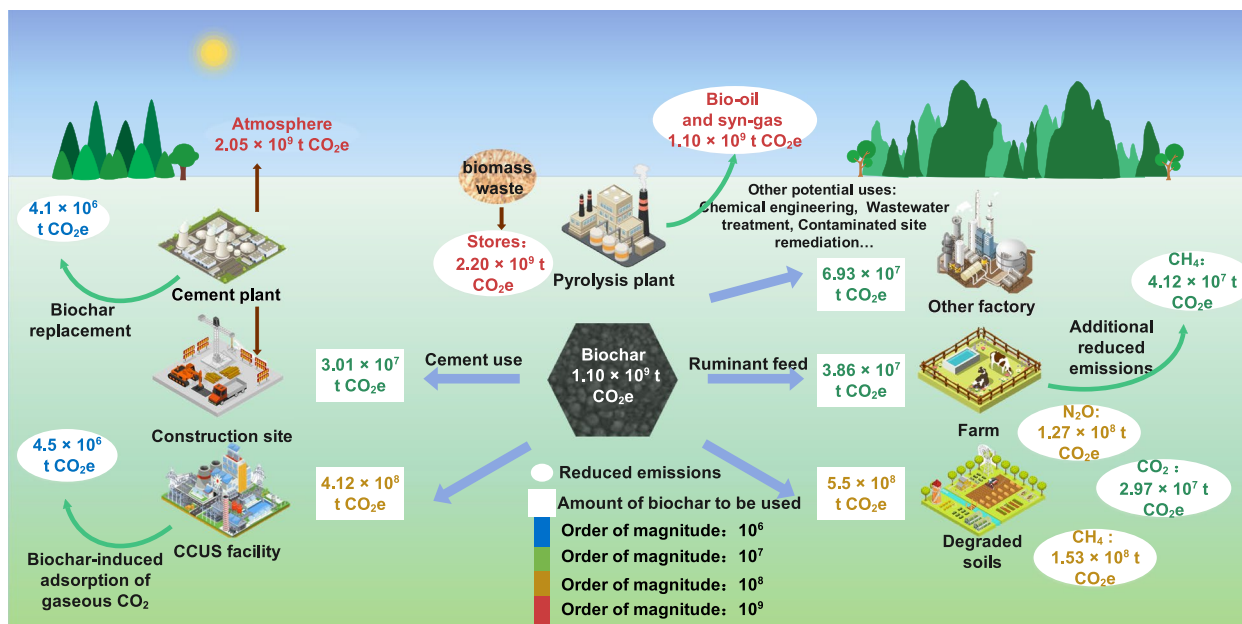 Atmosphere
2.05 × 10⁹ t CO₂e
Bio-oil
and syn-gas
1.10 × 10⁹ t CO₂e
biomass
waste
Stores：
2.20 × 10⁹ t
CO₂e
Pyrolysis plant
Other potential uses:
Chemical engineering, Wastewater
treatment, Contaminated site
remediation…
6.93 × 10⁷
t CO₂e
Other factory
4.1 × 10⁶
t CO₂e
Cement plant
Biochar
replacement
CH₄:
4.12 × 10⁷ t
CO₂e
Additional
reduced
emissions
3.01 × 10⁷
t CO₂e
Cement use
Biochar
1.10 × 10⁹ t
CO₂e
Ruminant feed
3.86 × 10⁷
t CO₂e
Farm
N₂O:
1.27 × 10⁸ t
CO₂e
Construction site
4.5 × 10⁶
t CO₂e
4.12 × 10⁸
t CO₂e
CCUS facility
Biochar-induced
adsorption of
gaseous CO₂
5.5 × 10⁸
t CO₂e
Degraded
soils
CO₂ :
2.97 × 10⁷ t
CO₂e
CH₄ :
1.53 × 10⁸ t
CO₂e
Reduced emissions
Amount of biochar to be used
Order of magnitude：10⁶
Order of magnitude：10⁷
Order of magnitude：10⁸
Order of magnitude：10⁹